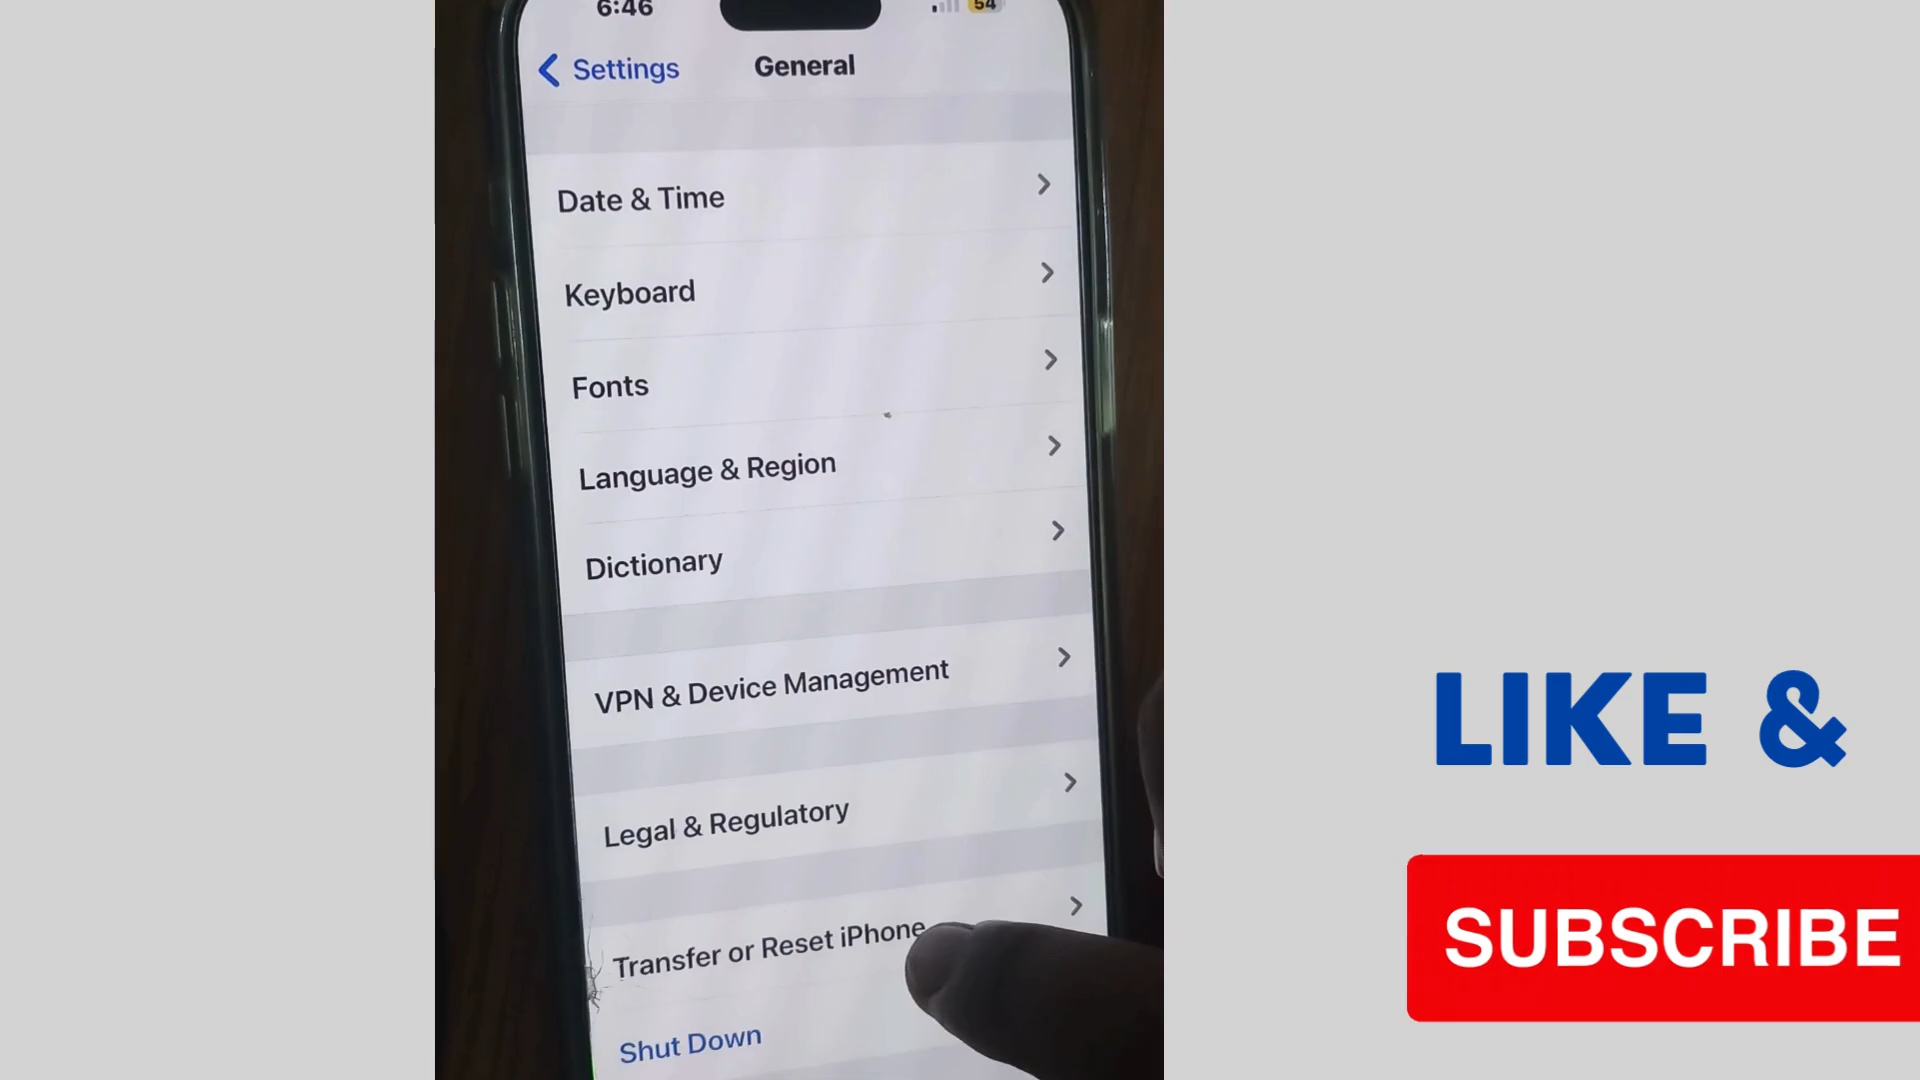 6:46
54
Settings
General
Date & Time
Keyboard
Fonts
Language & Region
Dictionary
VPN & Device Management
Legal & Regulatory
Transfer or Reset iPhone
Shut Down
LIKE &
SUBSCRIBE